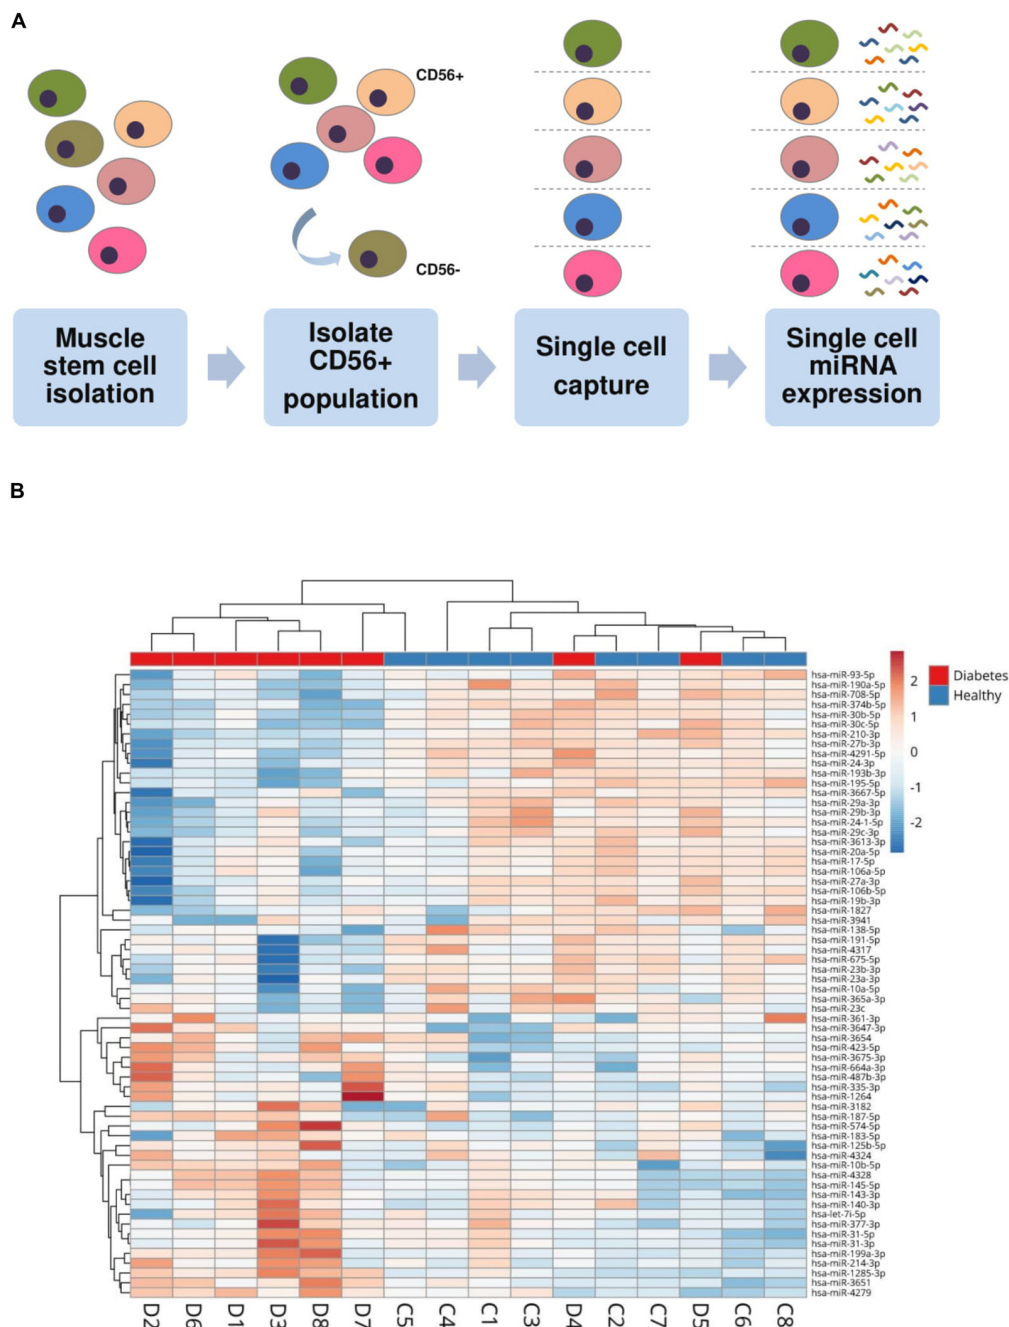 A
CD56+
CD56-
Muscle
stem cell
isolation
Isolate
CD56+
population
Single cell
capture
Single cell
miRNA
expression
B
hsa-miR-93-5p
hsa-miR-190a-5p
hsa-miR-708-5p
hsa-miR-374b-5p
hsa-miR-30b-5p
hsa-miR-30c-5p
hsa-miR-210-3p
hsa-miR-27b-3p
hsa-miR-4291-5p
hsa-miR-24-3p
hsa-miR-193b-3p
hsa-miR-195-5p
hsa-miR-3667-5p
hsa-miR-29a-3p
hsa-miR-29b-3p
hsa-miR-24-1-5p
hsa-miR-29c-3p
hsa-miR-3613-3p
hsa-miR-20a-5p
hsa-miR-17-5p
hsa-miR-106a-5p
hsa-miR-27a-3p
hsa-miR-106b-5p
hsa-miR-19b-3p
hsa-miR-1827
hsa-miR-3941
hsa-miR-138-5p
hsa-miR-191-5p
hsa-miR-4317
hsa-miR-675-5p
hsa-miR-23b-3p
hsa-miR-23a-3p
hsa-miR-10a-5p
hsa-miR-365a-3p
hsa-miR-23c
hsa-miR-361-3p
hsa-miR-3647-3p
hsa-miR-3654
hsa-miR-423-5p
hsa-miR-3675-3p
hsa-miR-664a-3p
hsa-miR-487b-3p
hsa-miR-335-3p
hsa-miR-1264
hsa-miR-3182
hsa-miR-187-5p
hsa-miR-574-5p
hsa-miR-183-5p
hsa-miR-125b-5p
hsa-miR-4324
hsa-miR-10b-5p
hsa-miR-4328
hsa-miR-145-5p
hsa-miR-143-3p
hsa-miR-140-3p
hsa-let-7i-5p
hsa-miR-377-3p
hsa-miR-31-5p
hsa-miR-31-3p
hsa-miR-199a-3p
hsa-miR-214-3p
hsa-miR-1285-3p
hsa-miR-3651
hsa-miR-4279
2
1
0
-1
-2
Diabetes
Healthy
D2 D6 D1 D3 D8 D7 C5 C4 C1 C3 D4 C2 C7 D5 C6 C8